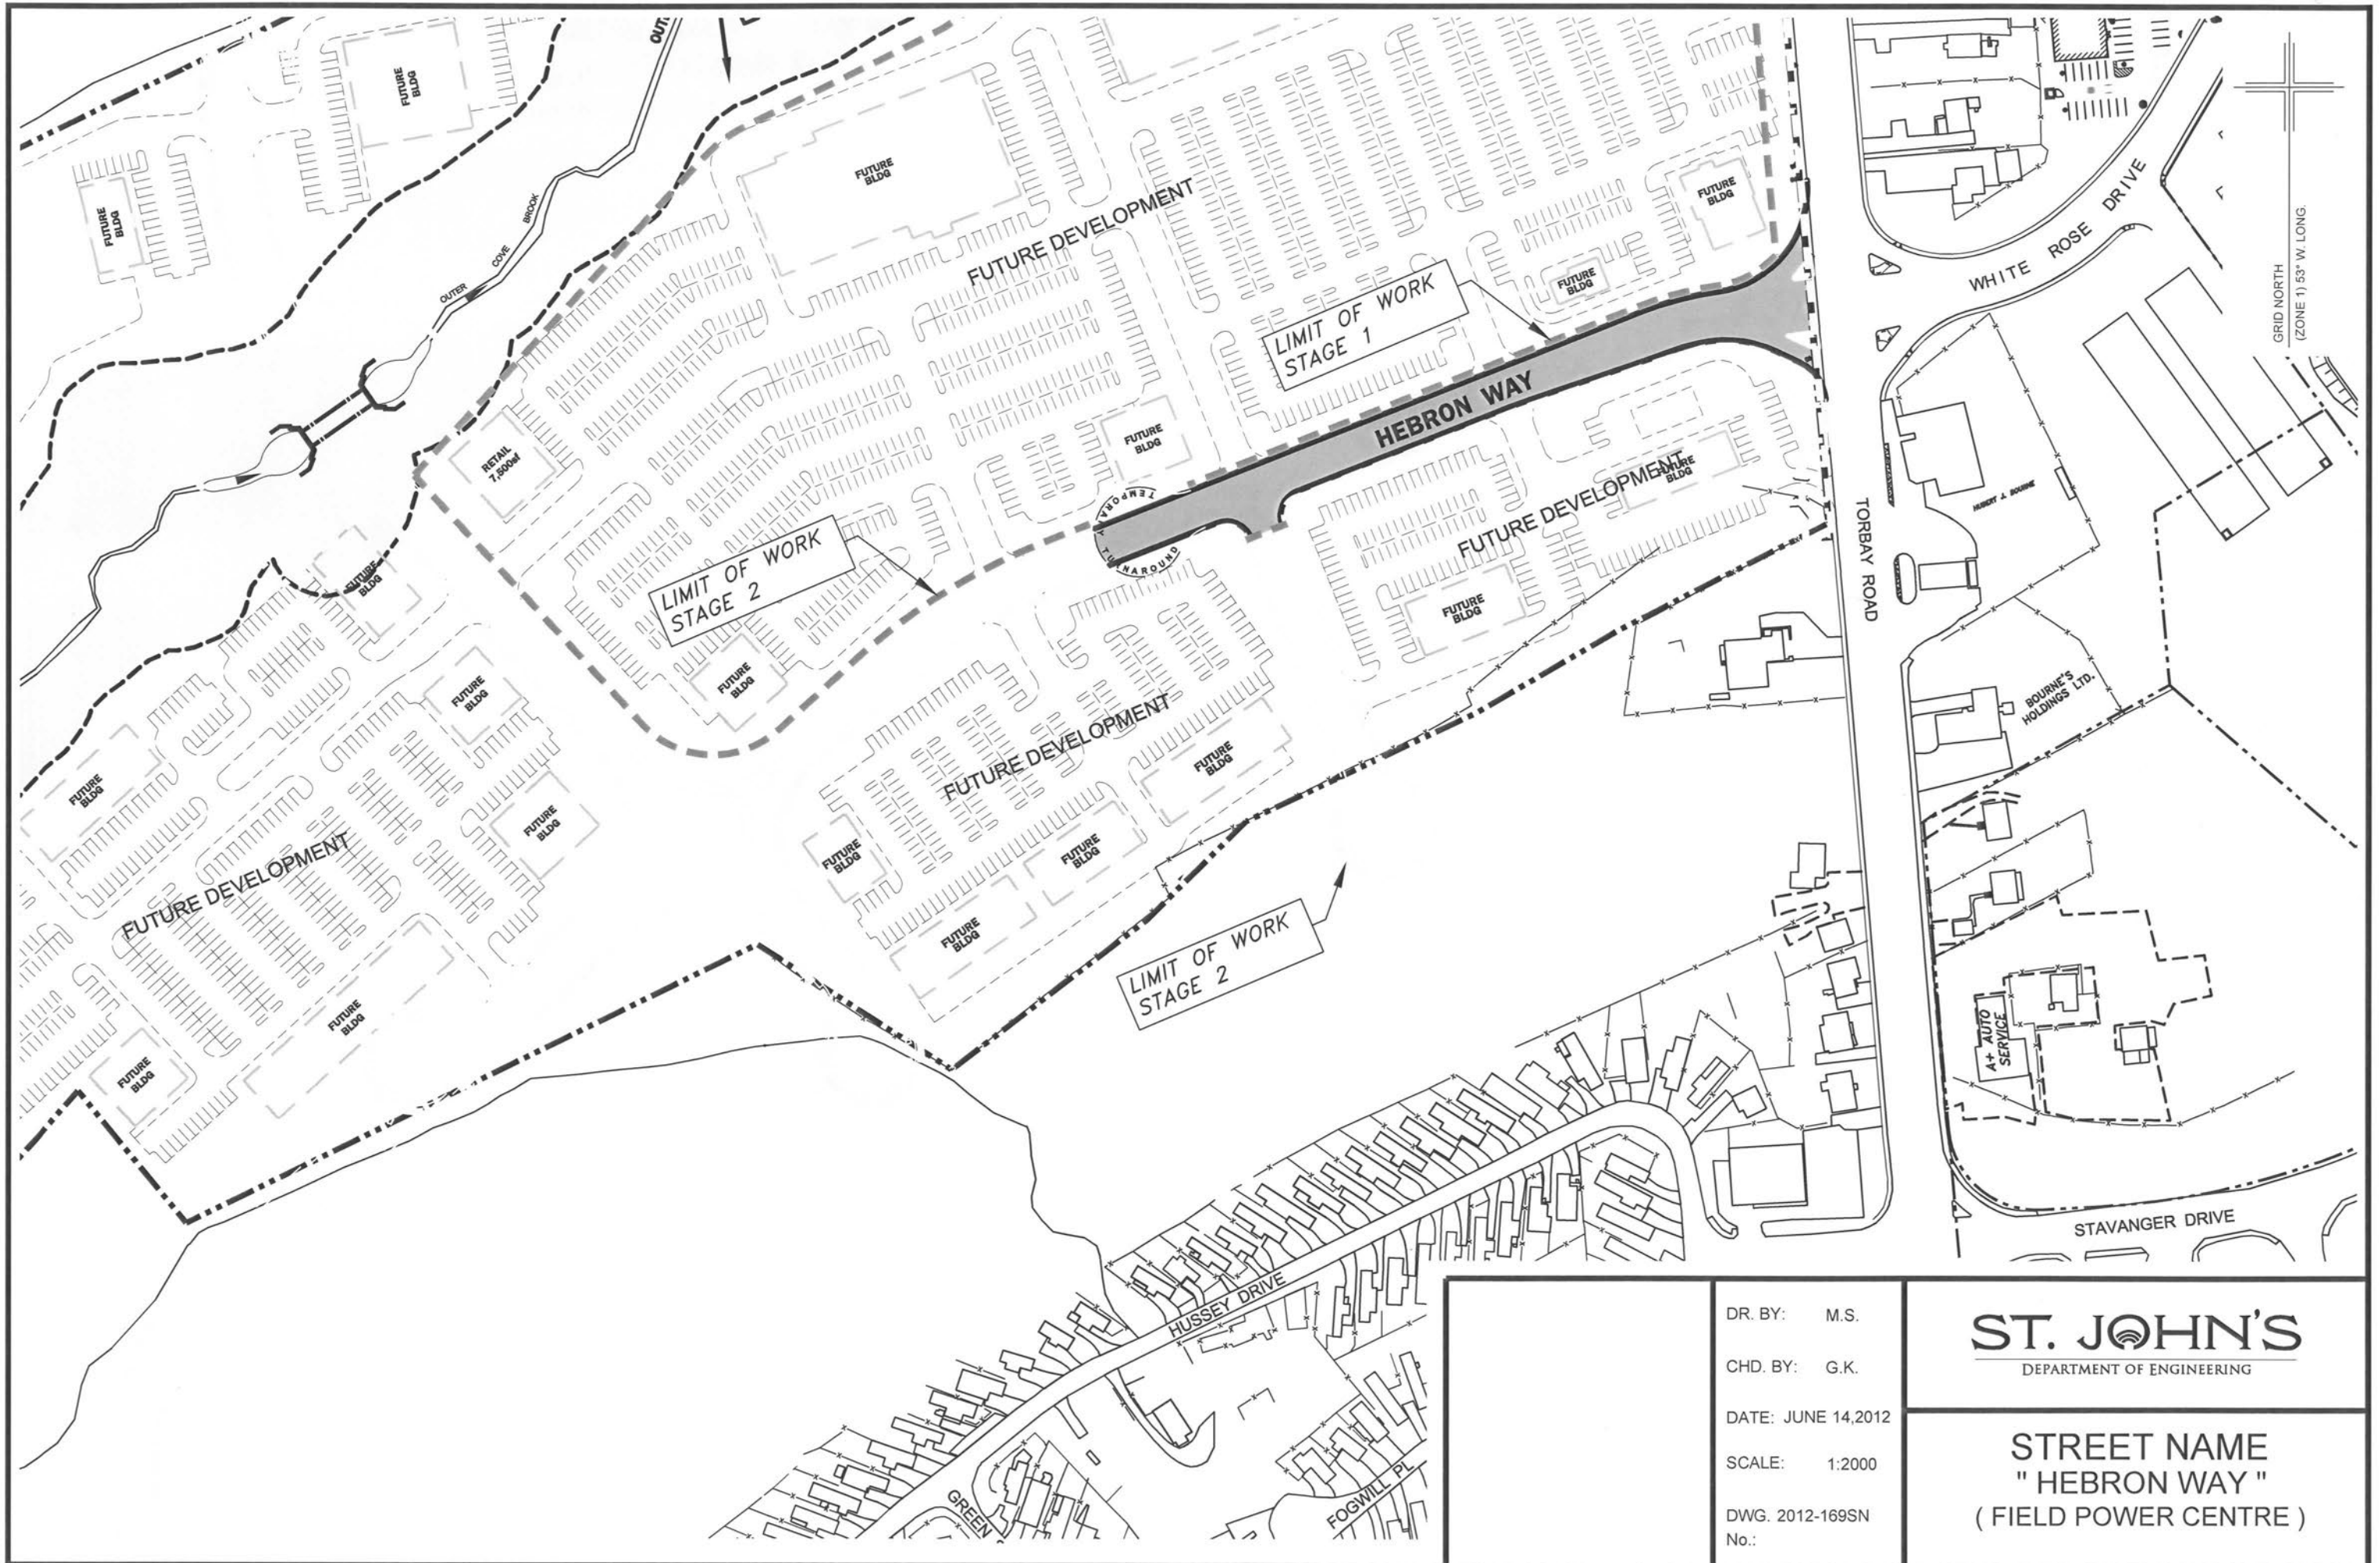 FUTURE
BLDG
FUTURE
BLDG
OUTER
COVE
BROOK
FUTURE
BLDG
FUTURE DEVELOPMENT
FUTURE
BLDG
FUTURE
BLDG
WHITE ROSE DRIVE
GRID NORTH
(ZONE 1) 53° W. LONG.
LIMIT OF WORK
STAGE 1
HEBRON WAY
RETAIL
7,500sf
FUTURE
BLDG
TEMPORARY TURNAROUND
FUTURE DEVELOPMENT
FUTURE
BLDG
HUBERT J. BOURNE
TORBAY ROAD
LIMIT OF WORK
STAGE 2
FUTURE
BLDG
FUTURE
BLDG
FUTURE
BLDG
FUTURE
BLDG
BOURNE'S
HOLDINGS LTD.
FUTURE DEVELOPMENT
FUTURE
BLDG
FUTURE
BLDG
FUTURE
BLDG
FUTURE
BLDG
FUTURE
BLDG
FUTURE DEVELOPMENT
FUTURE
BLDG
LIMIT OF WORK
STAGE 2
FUTURE
BLDG
FUTURE
BLDG
A+ AUTO
SERVICE
STAVANGER DRIVE
HUSSEY DRIVE
GREEN
FOGWILL PL
DR. BY: M.S.
CHD. BY: G.K.
DATE: JUNE 14,2012
SCALE: 1:2000
DWG. 2012-169SN
No.:
ST. JOHN'S
DEPARTMENT OF ENGINEERING
STREET NAME
" HEBRON WAY "
( FIELD POWER CENTRE )